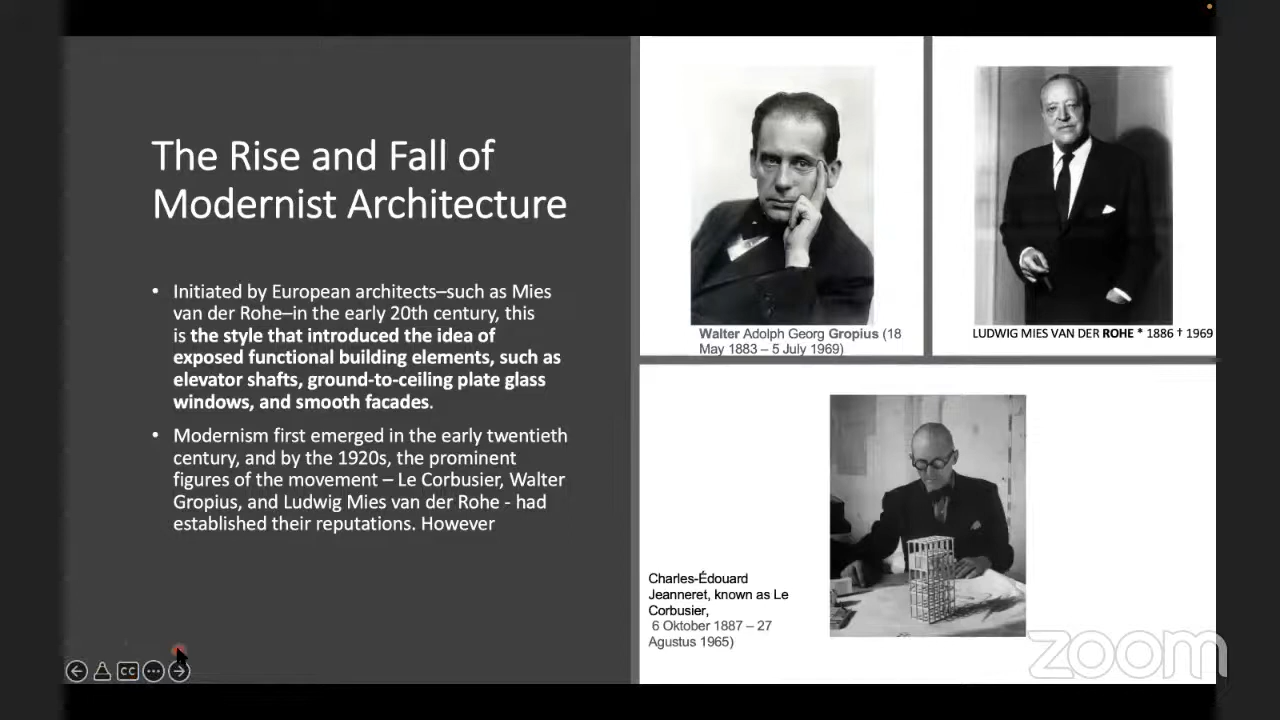 The Rise and Fall of
Modernist Architecture
• Initiated by European architects–such as Mies
van der Rohe–in the early 20th century, this
is the style that introduced the idea of
exposed functional building elements, such as
elevator shafts, ground-to-ceiling plate glass
windows, and smooth facades.
• Modernism first emerged in the early twentieth
century, and by the 1920s, the prominent
figures of the movement – Le Corbusier, Walter
Gropius, and Ludwig Mies van der Rohe - had
established their reputations. However
Walter Adolph Georg Gropius (18
May 1883 – 5 July 1969)
LUDWIG MIES VAN DER ROHE * 1886 † 1969
Charles-Édouard
Jeanneret, known as Le
Corbusier,
6 Oktober 1887 – 27
Agustus 1965)
CC
zoom